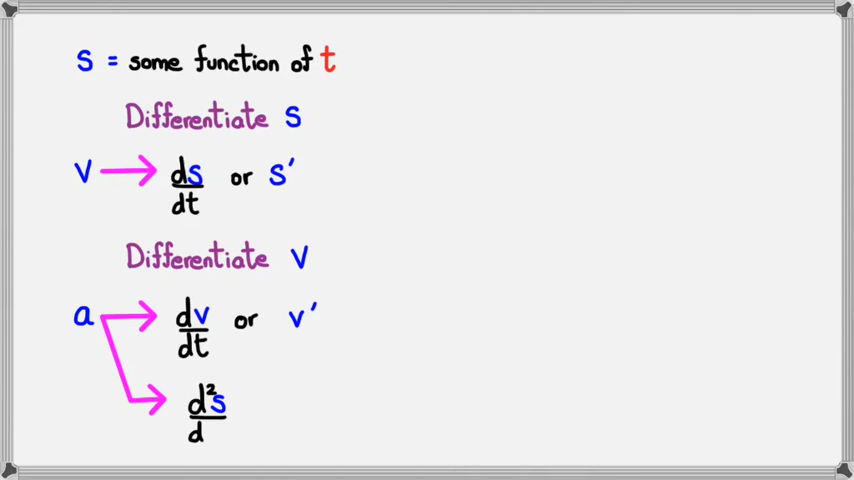 s = some function of t
Differentiate s
v → ds/dt or s′
Differentiate v
a → dv/dt or v′
→ d²s/d